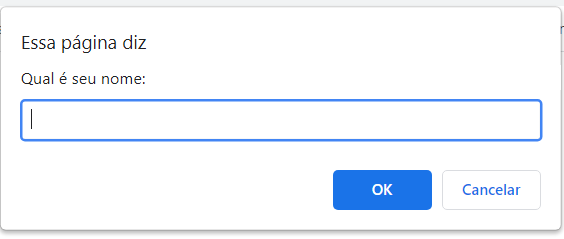 Essa página diz
Qual é seu nome:
OK
Cancelar